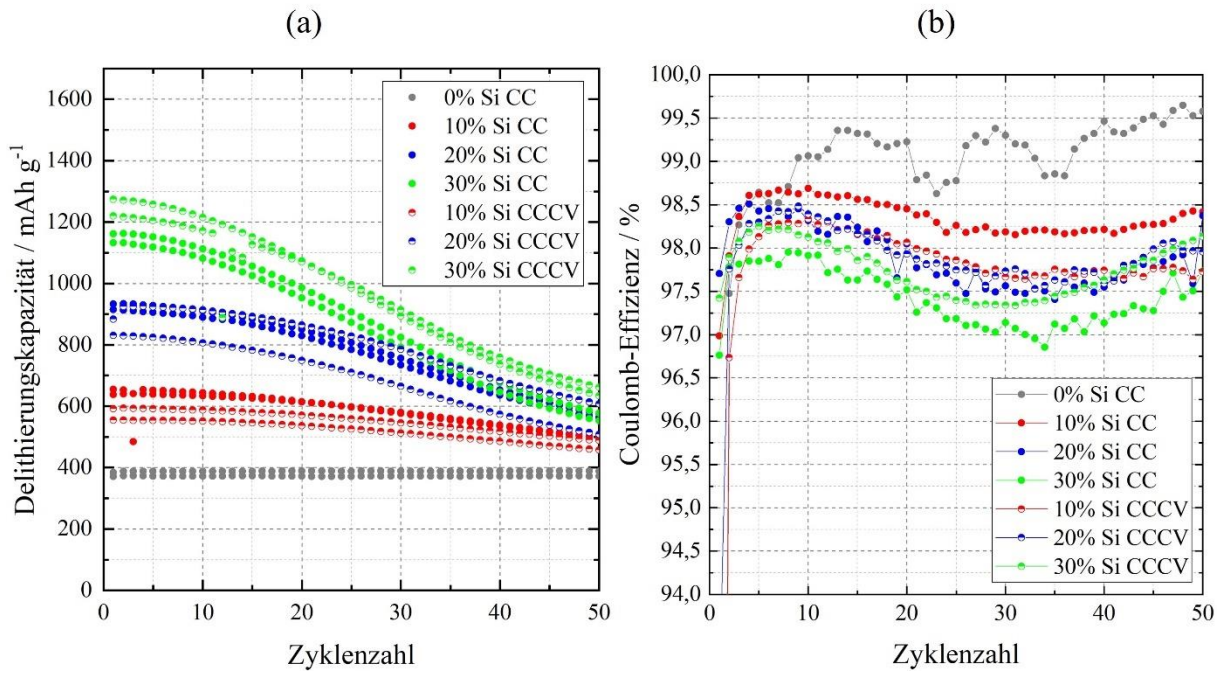 (a)
Delithierungskapazität / mAh g⁻¹
1600
1400
1200
1000
800
600
400
200
0
0 10 20 30 40 50
Zyklenzahl
0% Si CC
10% Si CC
20% Si CC
30% Si CC
10% Si CCCV
20% Si CCCV
30% Si CCCV
(b)
Coulomb-Effizienz / %
100,0
99,5
99,0
98,5
98,0
97,5
97,0
96,5
96,0
95,5
95,0
94,5
94,0
0 10 20 30 40 50
Zyklenzahl
0% Si CC
10% Si CC
20% Si CC
30% Si CC
10% Si CCCV
20% Si CCCV
30% Si CCCV